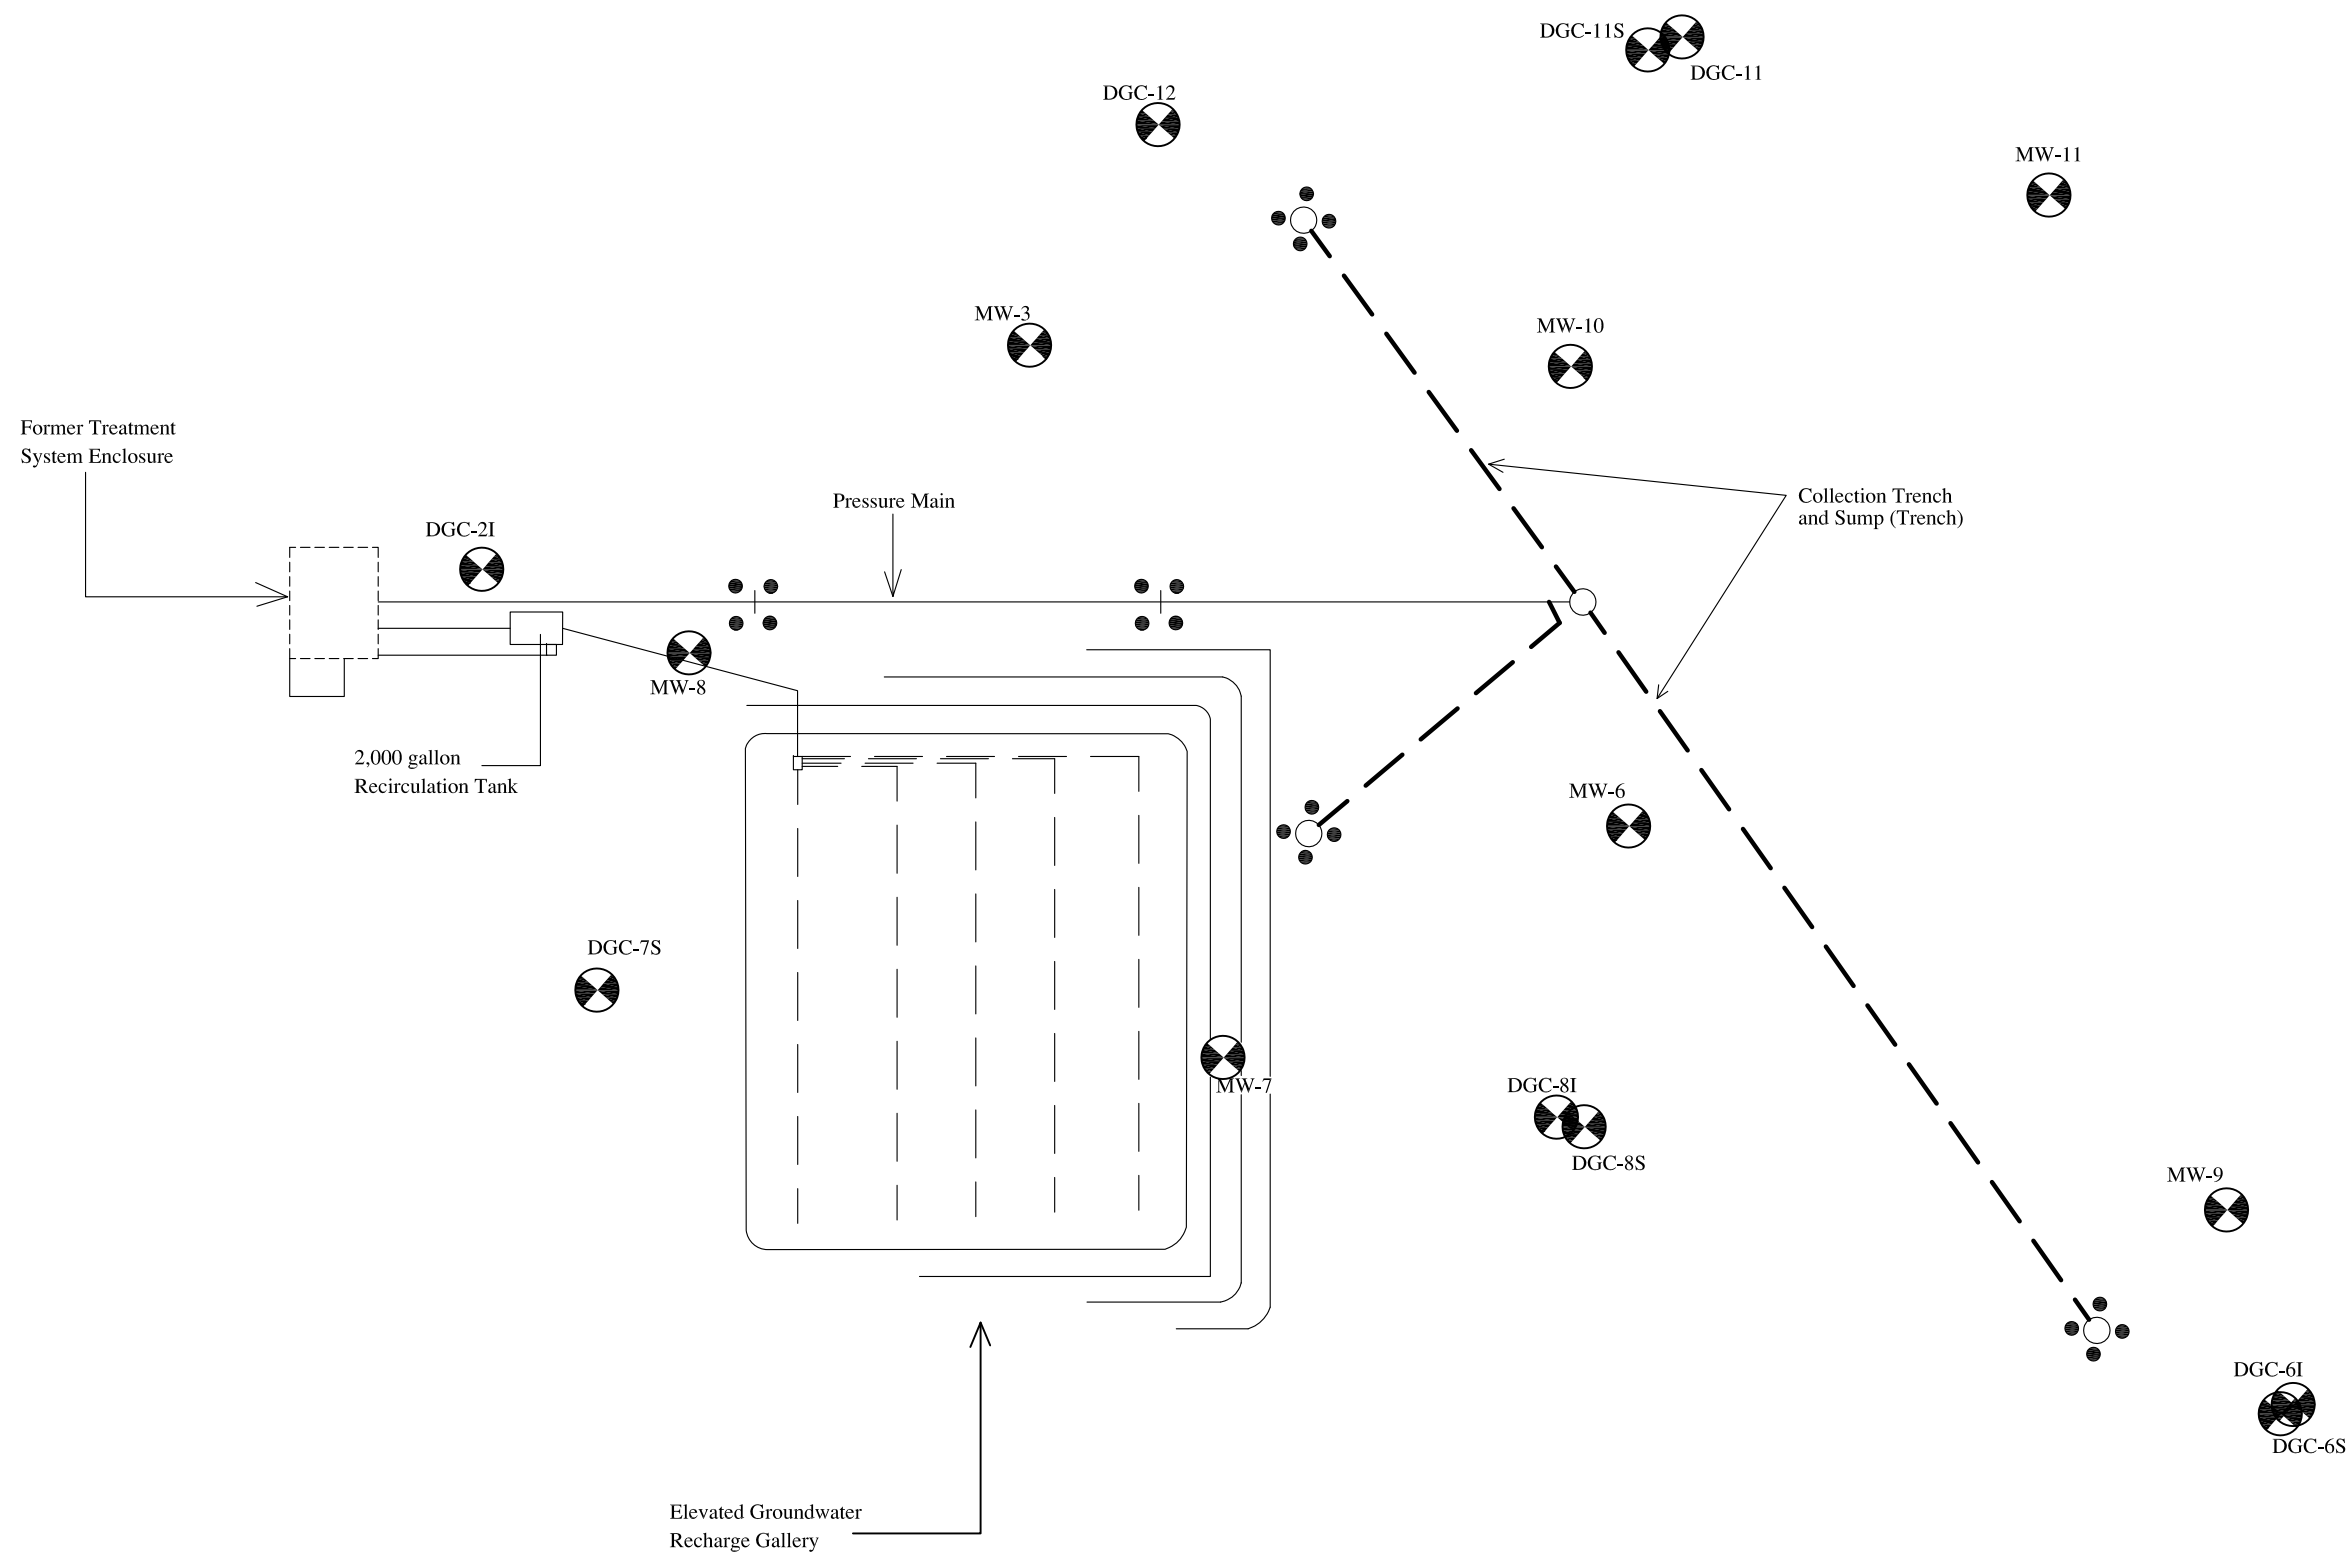 DGC-11S
DGC-11
DGC-12
MW-11
MW-3
MW-10
Former Treatment
System Enclosure
Pressure Main
Collection Trench
and Sump (Trench)
DGC-2I
MW-8
2,000 gallon
Recirculation Tank
MW-6
DGC-7S
MW-7
DGC-8I
DGC-8S
MW-9
DGC-6I
DGC-6S
Elevated Groundwater
Recharge Gallery